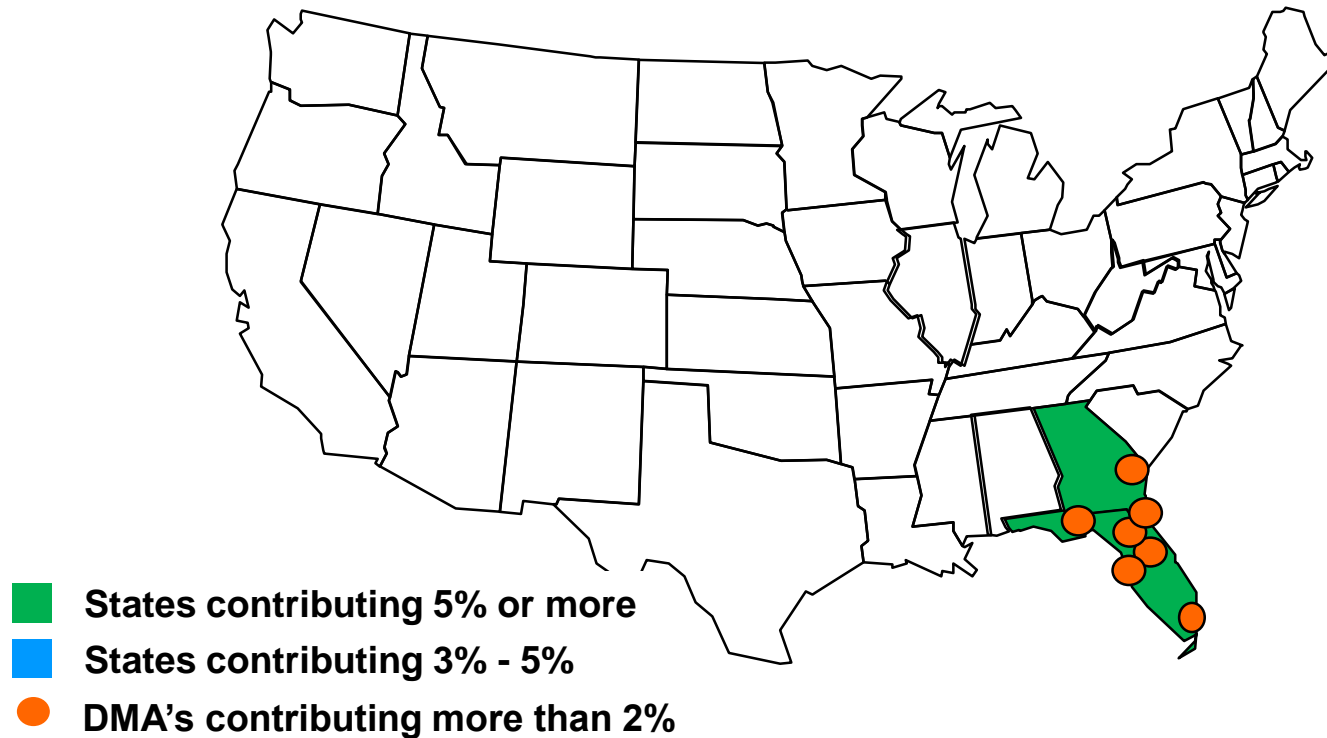 States contributing 5% or more
States contributing 3% - 5%
DMA’s contributing more than 2%